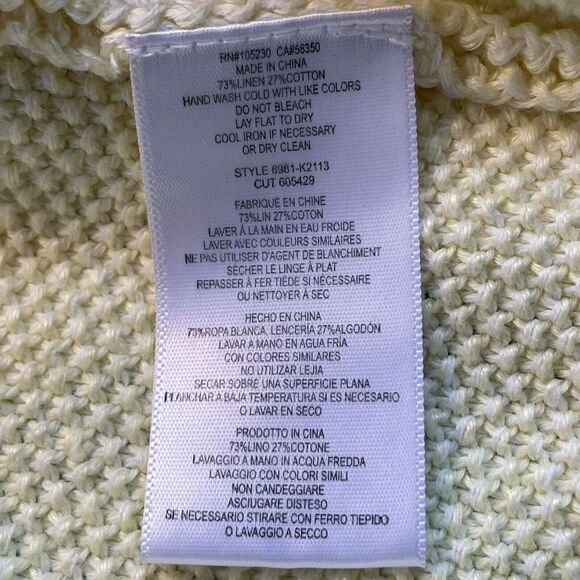 RN#105230 CA#58350
MADE IN CHINA
73%LINEN 27%COTTON
HAND WASH COLD WITH LIKE COLORS
DO NOT BLEACH
LAY FLAT TO DRY
COOL IRON IF NECESSARY
OR DRY CLEAN
STYLE 6981-K2113
CUT 605429
FABRIQUÉ EN CHINE
73%LIN 27%COTON
LAVER À LA MAIN EN EAU FROIDE
LAVER AVEC COULEURS SIMILAIRES
NE PAS UTILISER D'AGENT DE BLANCHIMENT
SÈCHER LE LINGE À PLAT
REPASSER À FER TIÈDE SI NÉCESSAIRE
OU NETTOYER À SEC
HECHO EN CHINA
73%ROPA BLANCA, LENCERÍA 27%ALGODÓN
LAVAR A MANO EN AGUA FRÍA
CON COLORES SIMILARES
NO UTILIZAR LEJIA
SECAR SOBRE UNA SUPERFICIE PLANA
PLANCHAR A BAJA TEMPERATURA SI ES NECESARIO
O LAVAR EN SECO
PRODOTTO IN CINA
73%LINO 27%COTONE
LAVAGGIO A MANO IN ACQUA FREDDA
LAVAGGIO CON COLORI SIMILI
NON CANDEGGIARE
ASCIUGARE DISTESO
SE NECESSARIO STIRARE CON FERRO TIEPIDO
O LAVAGGIO A SECCO